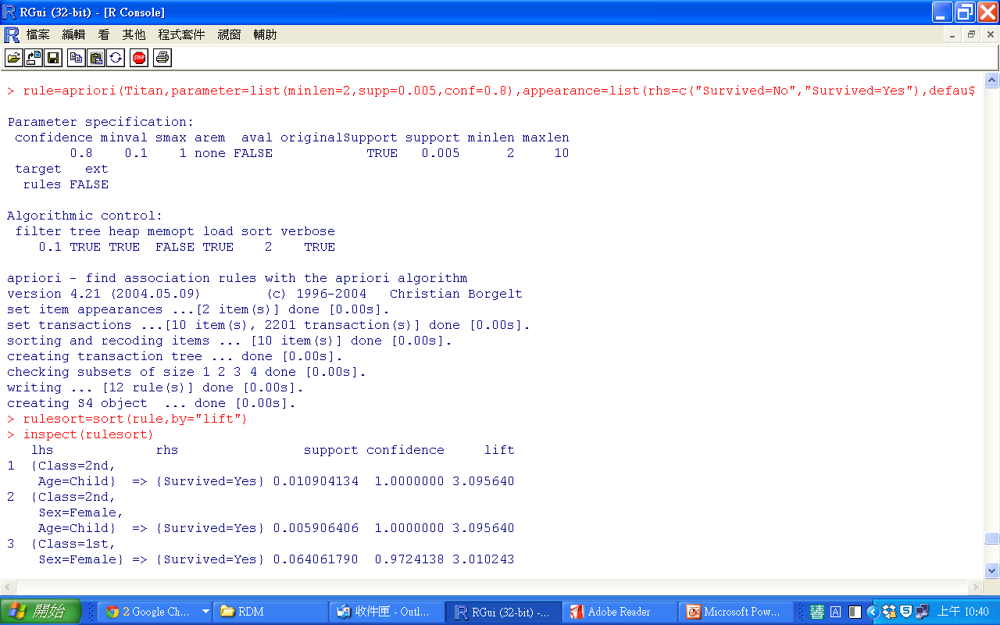 RGui (32-bit) - [R Console]
檔案 編輯 看 其他 程式套件 視窗 輔助
STOP
> rule=apriori(Titan,parameter=list(minlen=2,supp=0.005,conf=0.8),appearance=list(rhs=c("Survived=No","Survived=Yes"),defau$
Parameter specification:
confidence minval smax arem  aval originalSupport support minlen maxlen
0.8    0.1    1 none FALSE            TRUE   0.005      2     10
target   ext
rules FALSE
Algorithmic control:
filter tree heap memopt load sort verbose
0.1 TRUE TRUE  FALSE TRUE    2    TRUE
apriori - find association rules with the apriori algorithm
version 4.21 (2004.05.09)        (c) 1996-2004   Christian Borgelt
set item appearances ...[2 item(s)] done [0.00s].
set transactions ...[10 item(s), 2201 transaction(s)] done [0.00s].
sorting and recoding items ... [10 item(s)] done [0.00s].
creating transaction tree ... done [0.00s].
checking subsets of size 1 2 3 4 done [0.00s].
writing ... [12 rule(s)] done [0.00s].
creating S4 object  ... done [0.00s].
> rulesort=sort(rule,by="lift")
> inspect(rulesort)
lhs             rhs                support confidence     lift
1  {Class=2nd,
Age=Child}  => {Survived=Yes} 0.010904134  1.0000000 3.095640
2  {Class=2nd,
Sex=Female,
Age=Child}  => {Survived=Yes} 0.005906406  1.0000000 3.095640
3  {Class=1st,
Sex=Female} => {Survived=Yes} 0.064061790  0.9724138 3.010243
開始 2 Google Ch... RDM 收件匣 - Outl... RGui (32-bit) -... Adobe Reader Microsoft Pow... A 上午 10:40